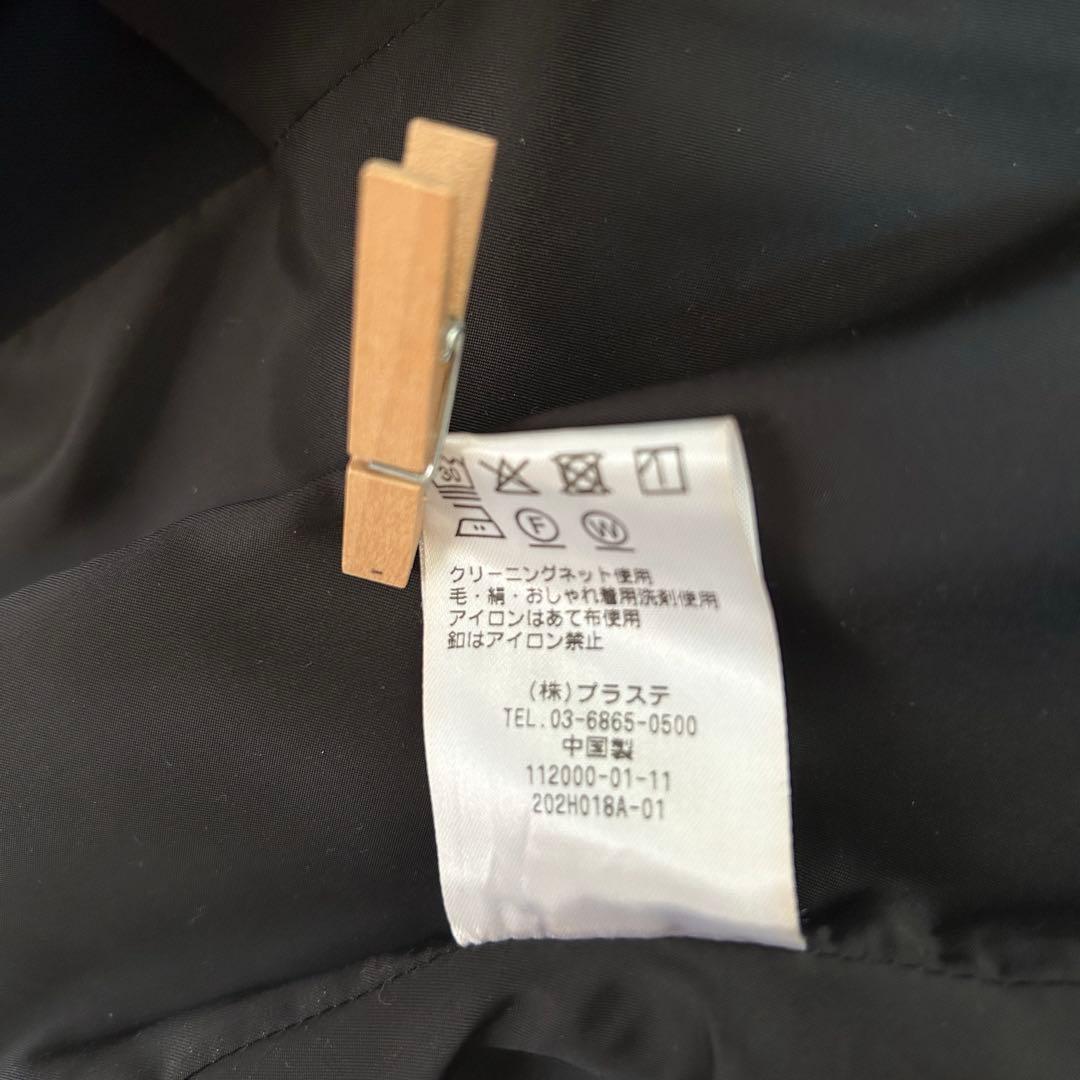 30
F W
クリーニングネット使用
毛・絹・おしゃれ着用洗剤使用
アイロンはあて布使用
釦はアイロン禁止
(株)プラステ
TEL.03-6865-0500
中国製
112000-01-11
202H018A-01